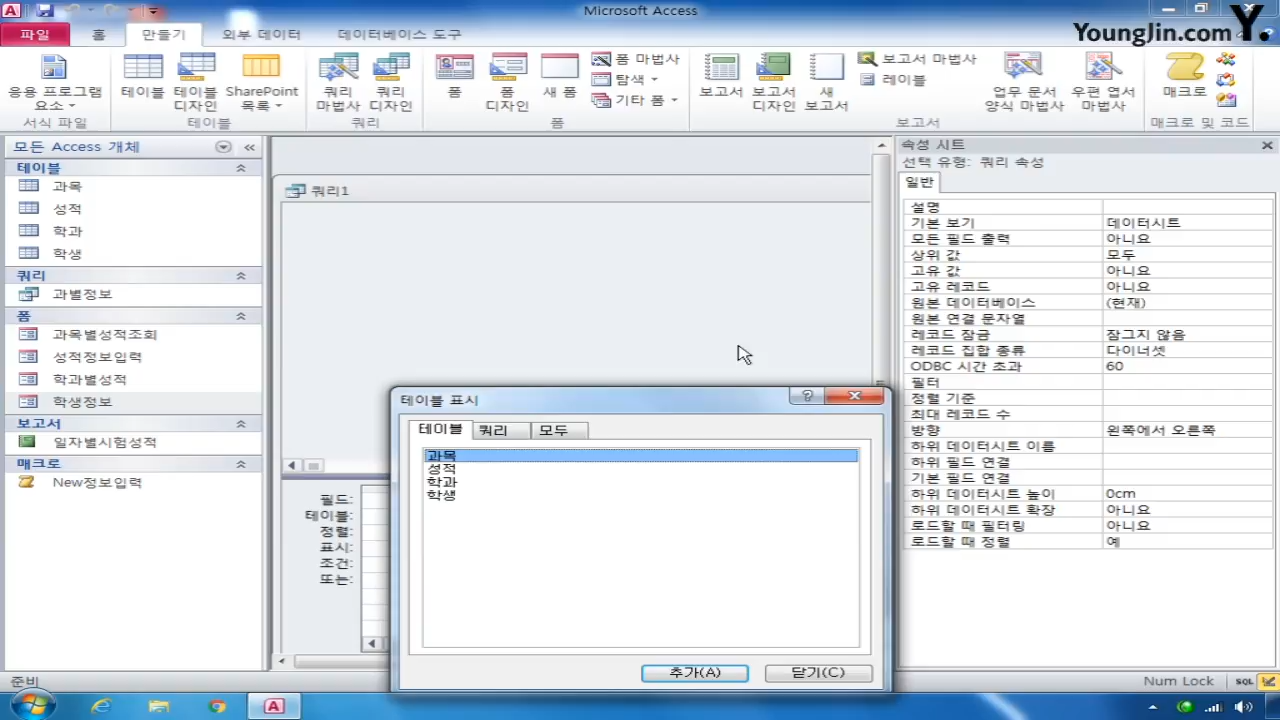 Microsoft Access
YoungJin.com Y.
파일 홈 만들기 외부 데이터 데이터베이스 도구
응용 프로그램 요소
서식 파일
테이블
테이블 디자인
SharePoint 목록
테이블
쿼리 마법사
쿼리 디자인
쿼리
폼
폼 디자인
새 폼
폼 마법사
탐색
기타 폼
폼
보고서
보고서 디자인
새 보고서
보고서 마법사
레이블
업무 문서 양식 마법사
우편 엽서 마법사
보고서
매크로
매크로 및 코드
모든 Access 개체
테이블
과목
성적
학과
학생
쿼리
과별정보
폼
과목별성적조회
성적정보입력
학과별성적
학생정보
보고서
일자별시험성적
매크로
New정보입력
쿼리1
필드:
테이블:
정렬:
표시:
조건:
또는:
테이블 표시
테이블 쿼리 모두
과목
성적
학과
학생
추가(A) 닫기(C)
속성 시트
선택 유형: 쿼리 속성
일반
설명
기본 보기 데이터시트
모든 필드 출력 아니요
상위 값 모두
고유 값 아니요
고유 레코드 아니요
원본 데이터베이스 (현재)
원본 연결 문자열
레코드 잠금 잠그지 않음
레코드 집합 종류 다이너셋
ODBC 시간 초과 60
필터
정렬 기준
최대 레코드 수
방향 왼쪽에서 오른쪽
하위 데이터시트 이름
하위 필드 연결
기본 필드 연결
하위 데이터시트 높이 0cm
하위 데이터시트 확장 아니요
로드할 때 필터링 아니요
로드할 때 정렬 예
준비
Num Lock
SQL